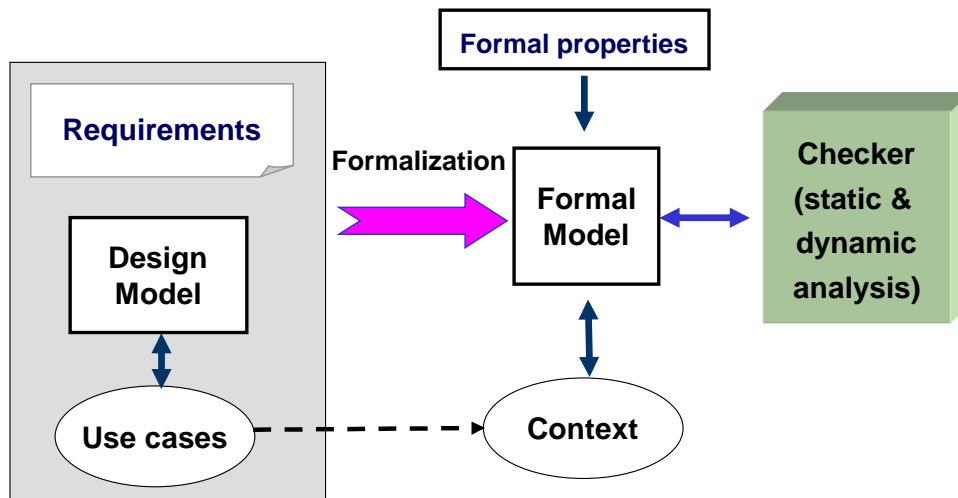 Formal properties
Requirements
Formalization
Checker
(static &
dynamic
analysis)
Formal
Model
Design
Model
Use cases
Context